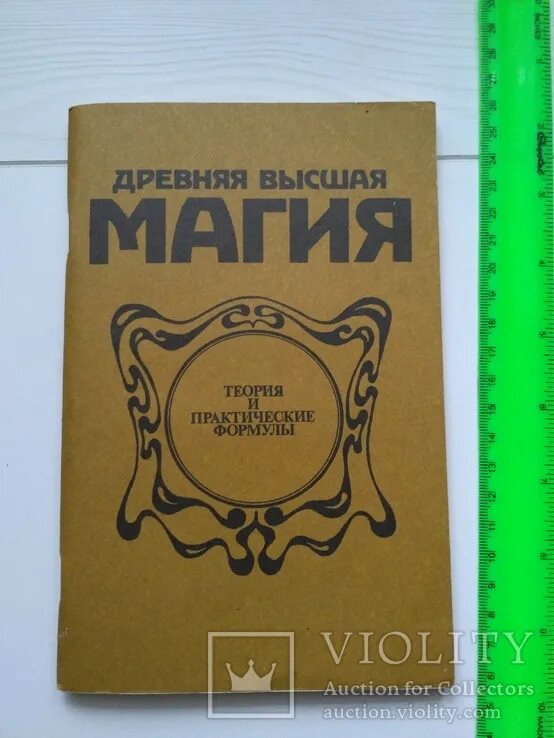 ДРЕВНЯЯ ВЫСШАЯ
МАГИЯ
ТЕОРИЯ
И
ПРАКТИЧЕСКИЕ
ФОРМУЛЫ
VIOLITY
Auction for Collectors
auction.violity.com